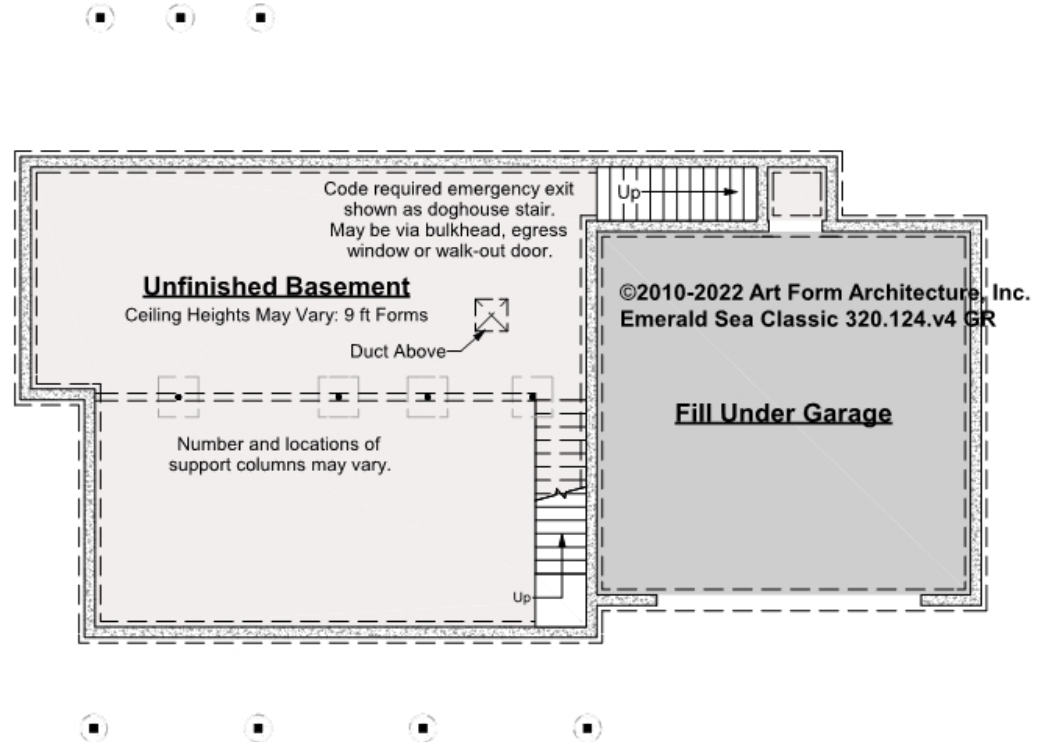 Code required emergency exit
shown as doghouse stair.
May be via bulkhead, egress
window or walk-out door.
Up
Unfinished Basement
Ceiling Heights May Vary: 9 ft Forms
©2010-2022 Art Form Architecture, Inc.
Emerald Sea Classic 320.124.v4 GR
Duct Above
Fill Under Garage
Number and locations of
support columns may vary.
Up